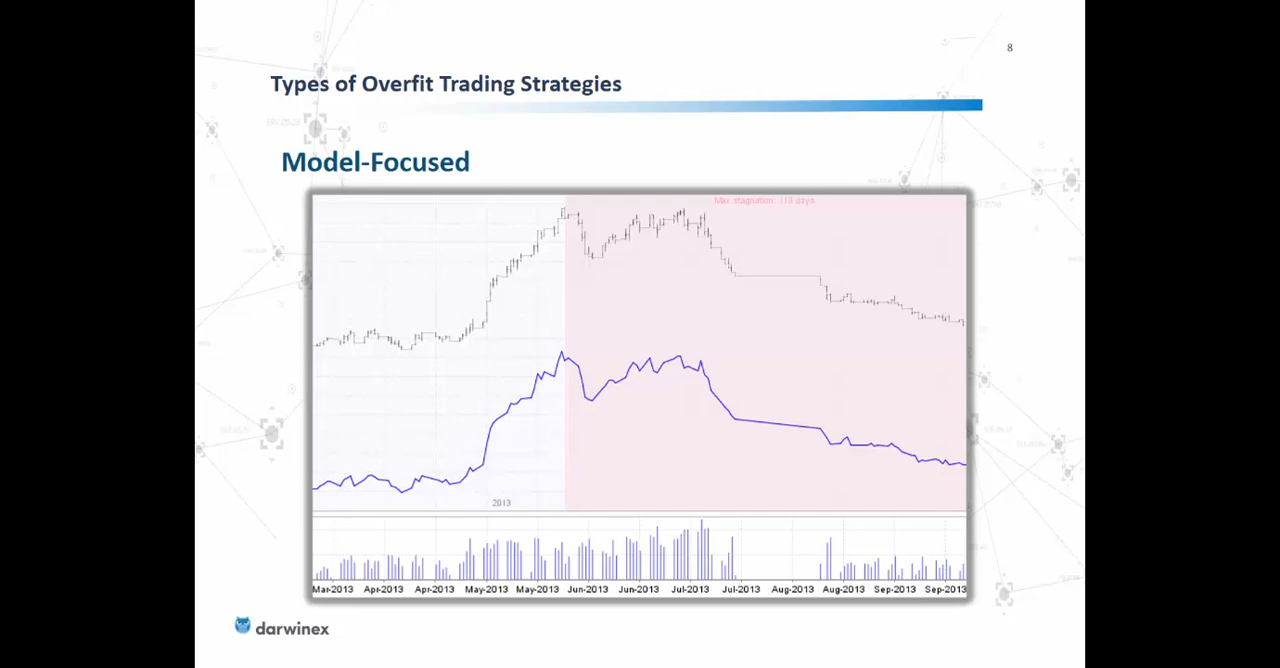 8
Types of Overfit Trading Strategies
Model-Focused
Max stagnation: 118 days
2013
Mar-2013 Apr-2013 Apr-2013 May-2013 May-2013 Jun-2013 Jun-2013 Jul-2013 Jul-2013 Aug-2013 Aug-2013 Sep-2013 Sep-2013
darwinex